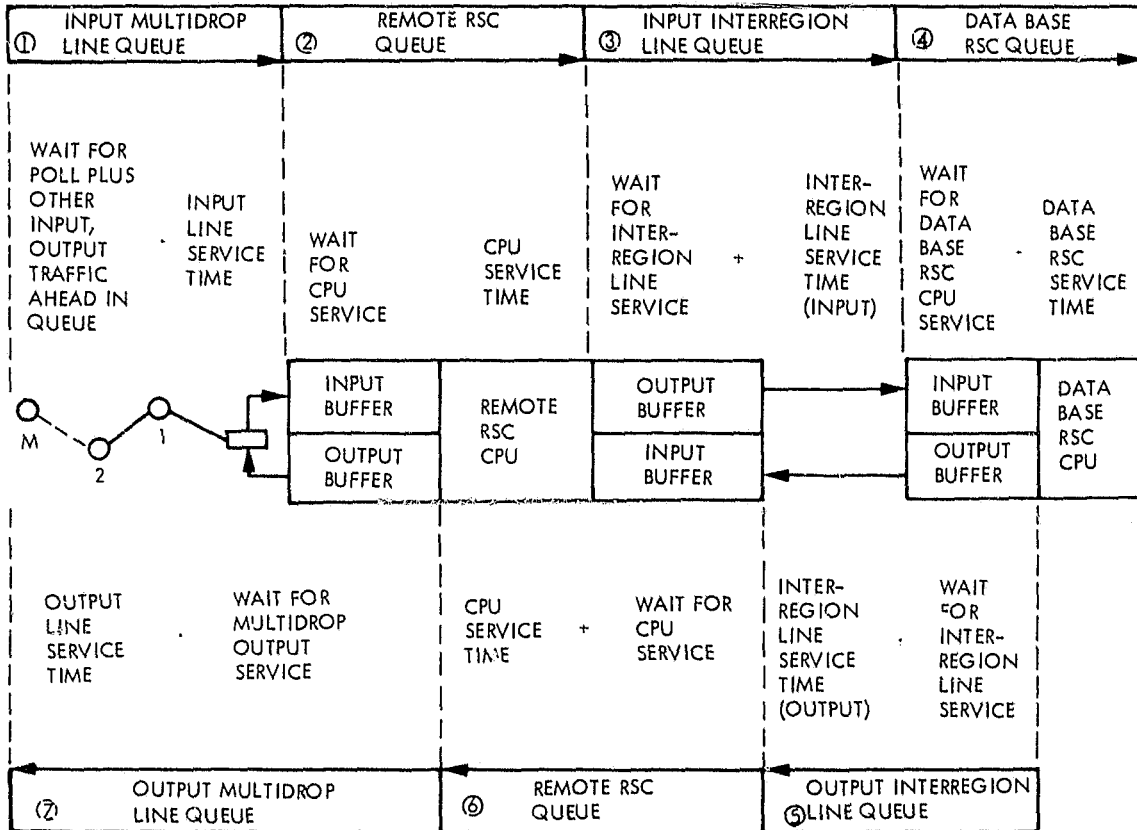 ① INPUT MULTIDROP
LINE QUEUE
② REMOTE RSC
QUEUE
③ INPUT INTERREGION
LINE QUEUE
④ DATA BASE
RSC QUEUE
WAIT FOR
POLL PLUS
OTHER
INPUT,
OUTPUT
TRAFFIC
AHEAD IN
QUEUE
INPUT
LINE
SERVICE
TIME
WAIT
FOR
CPU
SERVICE
CPU
SERVICE
TIME
WAIT
FOR
INTER-
REGION
LINE
SERVICE
+
INTER-
REGION
LINE
SERVICE
TIME
(INPUT)
WAIT
FOR
DATA
BASE
RSC
CPU
SERVICE
DATA
BASE
RSC
SERVICE
TIME
M
2
1
INPUT
BUFFER
OUTPUT
BUFFER
REMOTE
RSC
CPU
OUTPUT
BUFFER
INPUT
BUFFER
INPUT
BUFFER
OUTPUT
BUFFER
DATA
BASE
RSC
CPU
OUTPUT
LINE
SERVICE
TIME
WAIT FOR
MULTIDROP
OUTPUT
SERVICE
CPU
SERVICE
TIME
+
WAIT FOR
CPU
SERVICE
INTER-
REGION
LINE
SERVICE
TIME
(OUTPUT)
WAIT
FOR
INTER-
REGION
LINE
SERVICE
⑦ OUTPUT MULTIDROP
LINE QUEUE
⑥ REMOTE RSC
QUEUE
⑤ OUTPUT INTERREGION
LINE QUEUE